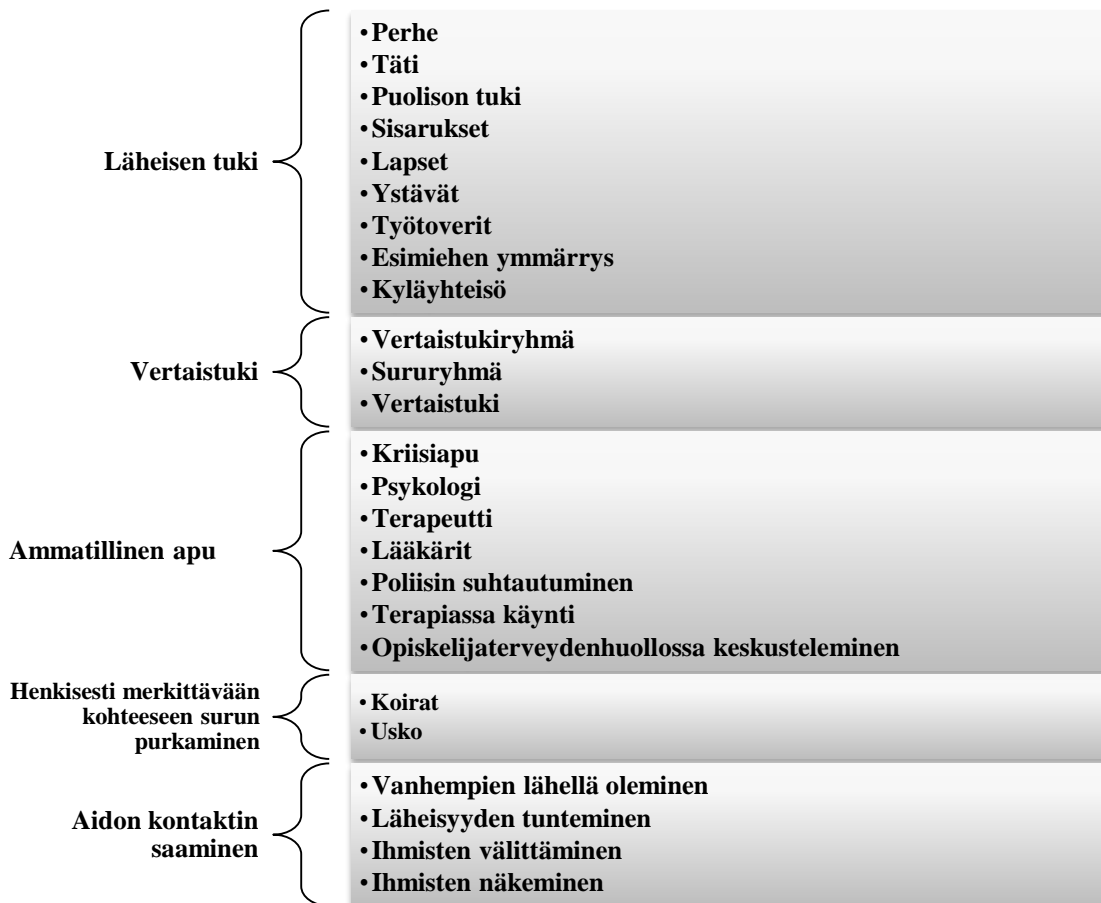 Läheisen tuki
•Perhe
•Täti
•Puolison tuki
•Sisarukset
•Lapset
•Ystävät
•Työtoverit
•Esimiehen ymmärrys
•Kyläyhteisö
Vertaistuki
•Vertaistukiryhmä
•Sururyhmä
•Vertaistuki
Ammatillinen apu
•Kriisiapu
•Psykologi
•Terapeutti
•Lääkärit
•Poliisin suhtautuminen
•Terapiassa käynti
•Opiskelijaterveydenhuollossa keskusteleminen
Henkisesti merkittävään
kohteeseen surun
purkaminen
•Koirat
•Usko
Aidon kontaktin
saaminen
•Vanhempien lähellä oleminen
•Läheisyyden tunteminen
•Ihmisten välittäminen
•Ihmisten näkeminen